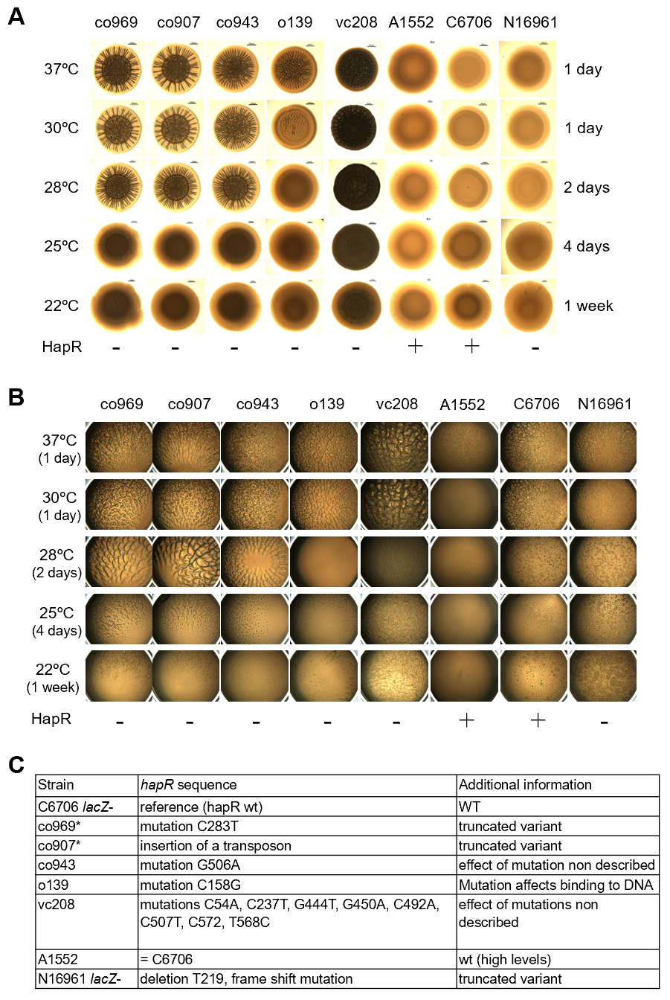 A
co969 co907 co943 o139 vc208 A1552 C6706 N16961
37ºC 1 day
30ºC 1 day
28ºC 2 days
25ºC 4 days
22ºC 1 week
HapR - - - - - + + -
B
co969 co907 co943 o139 vc208 A1552 C6706 N16961
37ºC
(1 day)
30ºC
(1 day)
28ºC
(2 days)
25ºC
(4 days)
22ºC
(1 week)
HapR - - - - - + + -
C
Strain hapR sequence Additional information
C6706 lacZ- reference (hapR wt) WT
co969* mutation C283T truncated variant
co907* insertion of a transposon truncated variant
co943 mutation G506A effect of mutation non described
o139 mutation C158G Mutation affects binding to DNA
vc208 mutations C54A, C237T, G444T, G450A, C492A, effect of mutations non
C507T, C572, T568C described
A1552 = C6706 wt (high levels)
N16961 lacZ- deletion T219, frame shift mutation truncated variant